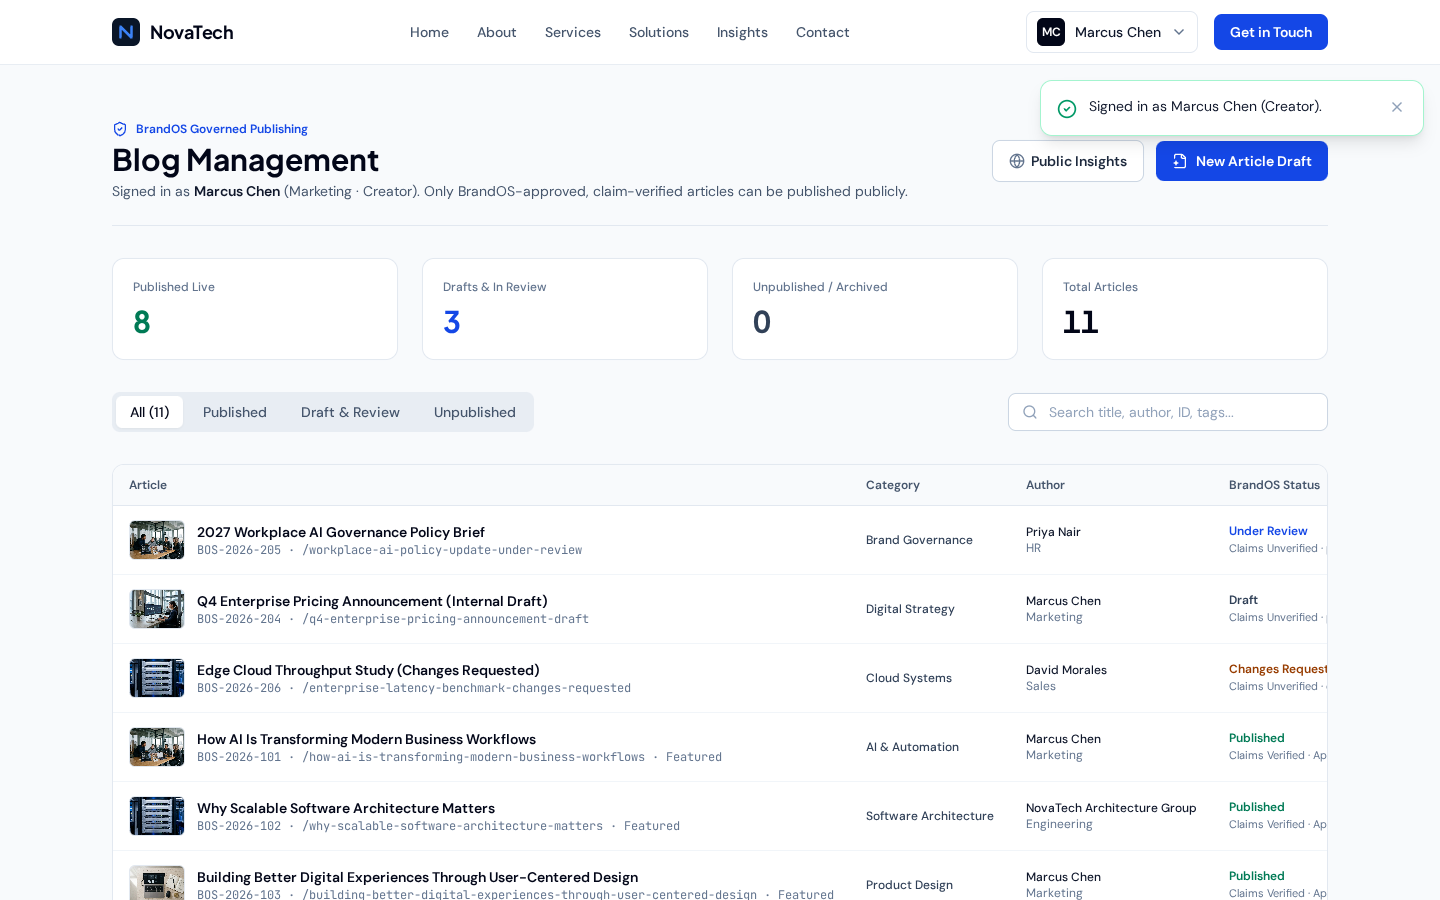 N NovaTech Home About Services Solutions Insights Contact MC Marcus Chen Get in Touch
Signed in as Marcus Chen (Creator).
BrandOS Governed Publishing
Blog Management
Public Insights New Article Draft
Signed in as Marcus Chen (Marketing · Creator). Only BrandOS-approved, claim-verified articles can be published publicly.
Published Live Drafts & In Review Unpublished / Archived Total Articles
8 3 0 11
All (11) Published Draft & Review Unpublished Search title, author, ID, tags...
Article Category Author BrandOS Status
2027 Workplace AI Governance Policy Brief Brand Governance Priya Nair Under Review
BOS-2026-205 · /workplace-ai-policy-update-under-review HR Claims Unverified ·
Q4 Enterprise Pricing Announcement (Internal Draft) Digital Strategy Marcus Chen Draft
BOS-2026-204 · /q4-enterprise-pricing-announcement-draft Marketing Claims Unverified ·
Edge Cloud Throughput Study (Changes Requested) Cloud Systems David Morales Changes Request
BOS-2026-206 · /enterprise-latency-benchmark-changes-requested Sales Claims Unverified ·
How AI Is Transforming Modern Business Workflows AI & Automation Marcus Chen Published
BOS-2026-101 · /how-ai-is-transforming-modern-business-workflows · Featured Marketing Claims Verified · Ap
Why Scalable Software Architecture Matters Software Architecture NovaTech Architecture Group Published
BOS-2026-102 · /why-scalable-software-architecture-matters · Featured Engineering Claims Verified · Ap
Building Better Digital Experiences Through User-Centered Design Product Design Marcus Chen Published
BOS-2026-103 · /building-better-digital-experiences-through-user-centered-design · Featured Marketing Claims Verified · Ap